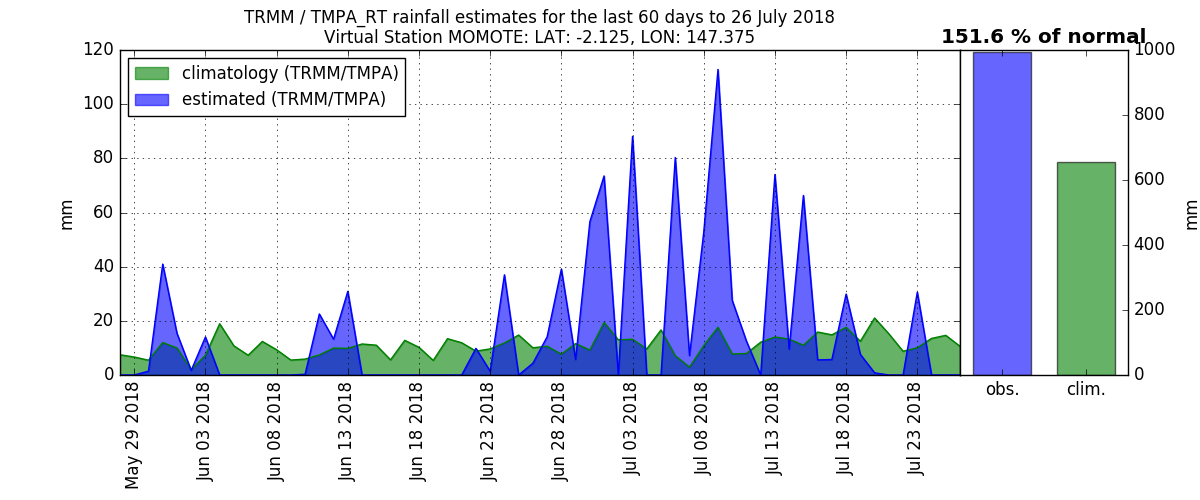 TRMM / TMPA_RT rainfall estimates for the last 60 days to 26 July 2018
Virtual Station MOMOTE: LAT: -2.125, LON: 147.375
151.6 % of normal
climatology (TRMM/TMPA)
estimated (TRMM/TMPA)
120
100
80
60
40
20
0
mm
May 29 2018
Jun 03 2018
Jun 08 2018
Jun 13 2018
Jun 18 2018
Jun 23 2018
Jun 28 2018
Jul 03 2018
Jul 08 2018
Jul 13 2018
Jul 18 2018
Jul 23 2018
obs.
clim.
1000
800
600
400
200
0
mm